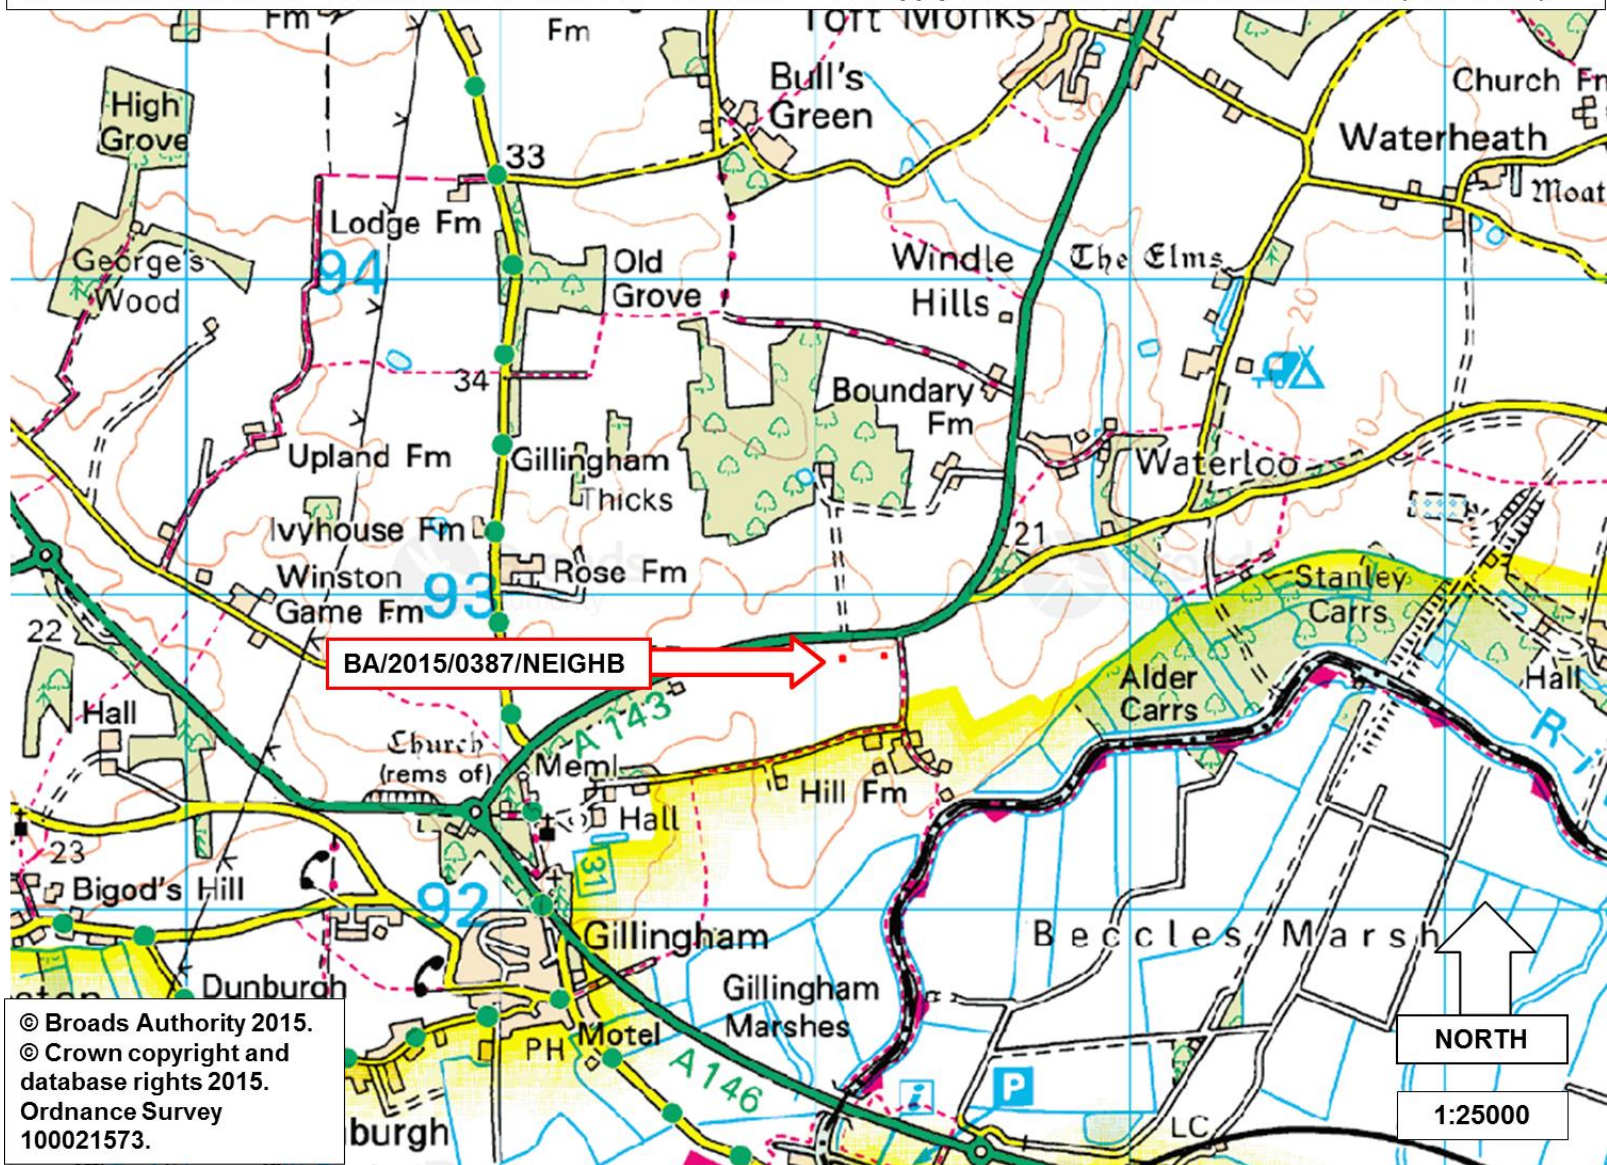 Fm
Fm
Toft Monks
Bull's
Green
Church Fm
High
Grove
Waterheath
33
Moat
Lodge Fm
50
George's
Wood
94
Old
Grove
Windle
Hills
The Elms
20
34
Boundary
Fm
10
Upland Fm
Gillingham
Thicks
Waterloo
Ivyhouse Fm
21
Winston
Game Fm
93
Rose Fm
Stanley
Carrs
22
BA/2015/0387/NEIGHB
Alder
Carrs
Hall
Hall
A 143
R i
Church
(rems of)
Meml
Hill Fm
Hall
23
31
Bigod's Hill
92
Gillingham
Beccles Marsh
Dunburgh
Gillingham
Marshes
© Broads Authority 2015.
© Crown copyright and
database rights 2015.
Ordnance Survey
100021573.
Motel
PH
A 146
NORTH
i
P
1:25000
LC
burgh